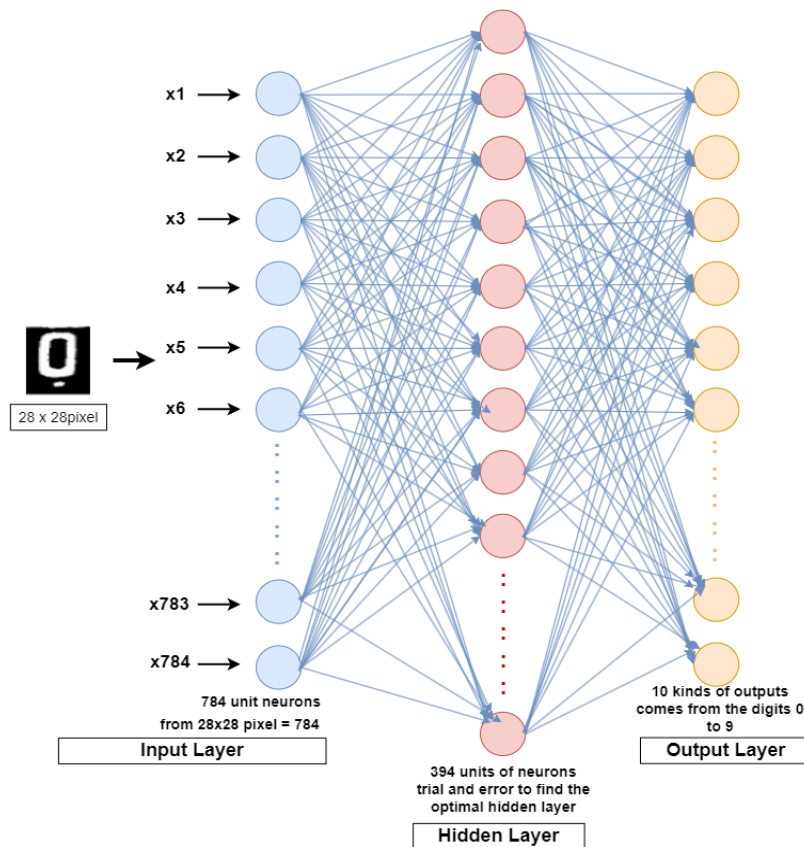 x1
x2
x3
x4
x5
x6
28 x 28pixel
x783
x784
784 unit neurons
from 28x28 pixel = 784
Input Layer
394 units of neurons
trial and error to find the
optimal hidden layer
Hidden Layer
10 kinds of outputs
comes from the digits 0
to 9
Output Layer